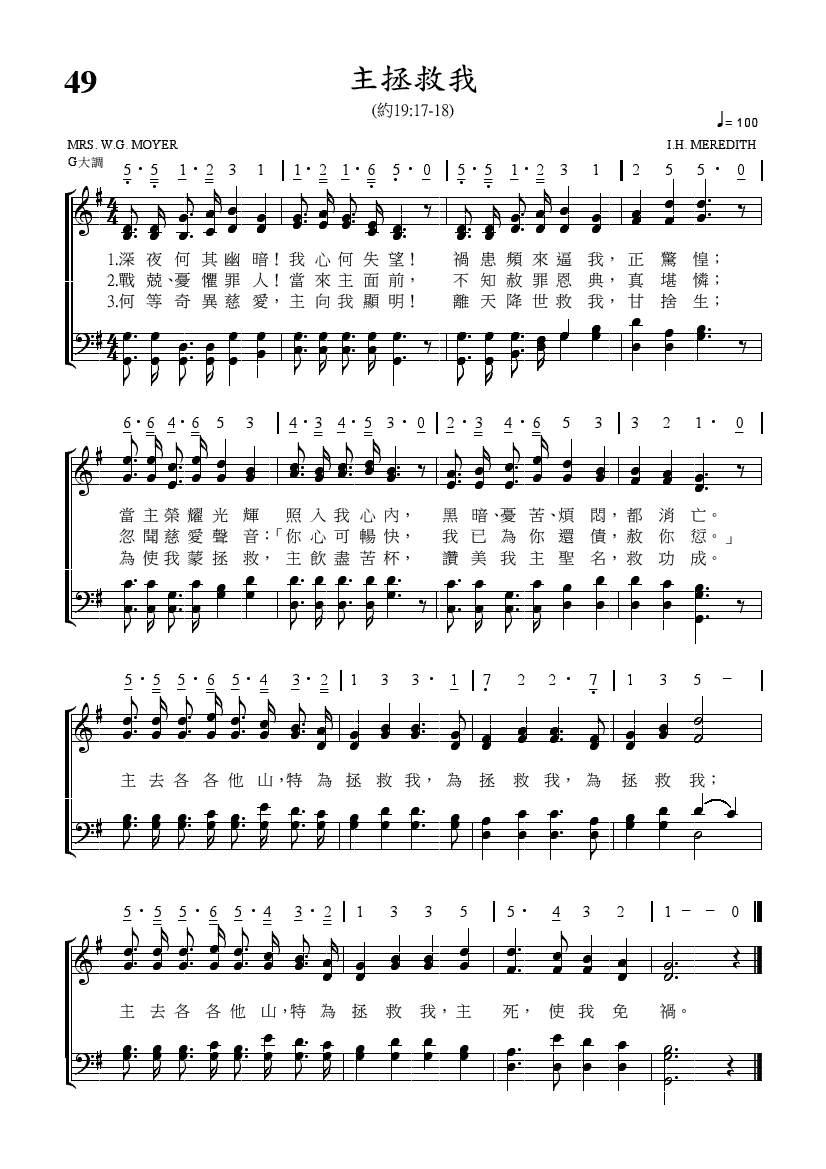 49
主拯救我
(約19:17-18)
♩= 100
MRS. W.G. MOYER
I.H. MEREDITH
G大調
5 · 5 1 · 2 3 1 | 1 · 2 1 · 6 5 · 0 | 5 · 5 1 · 2 3 1 | 2 5 5 · 0 |
1.深夜何其幽暗！我心何失望！ 禍患頻來逼我，正驚惶；
2.戰兢、憂懼罪人！當來主面前， 不知赦罪恩典，真堪憐；
3.何等奇異慈愛，主向我顯明！ 離天降世救我，甘捨生；
6 · 6 4 · 6 5 3 | 4 · 3 4 · 5 3 · 0 | 2 · 3 4 · 6 5 3 | 3 2 1 · 0 |
當主榮耀光輝 照入我心內， 黑暗、憂苦、煩悶，都消亡。
忽聞慈愛聲音：「你心可暢快， 我已為你還債，赦你愆。」
為使我蒙拯救，主飲盡苦杯， 讚美我主聖名，救功成。
5 · 5 5 · 6 5 · 4 3 · 2 | 1 3 3 · 1 | 7 2 2 · 7 | 1 3 5 – |
主去各各他山，特為拯救我，為拯救我，為拯救我；
5 · 5 5 · 6 5 · 4 3 · 2 | 1 3 3 5 | 5 · 4 3 2 | 1 – – 0
主去各各他山，特為拯救我，主死，使我免禍。